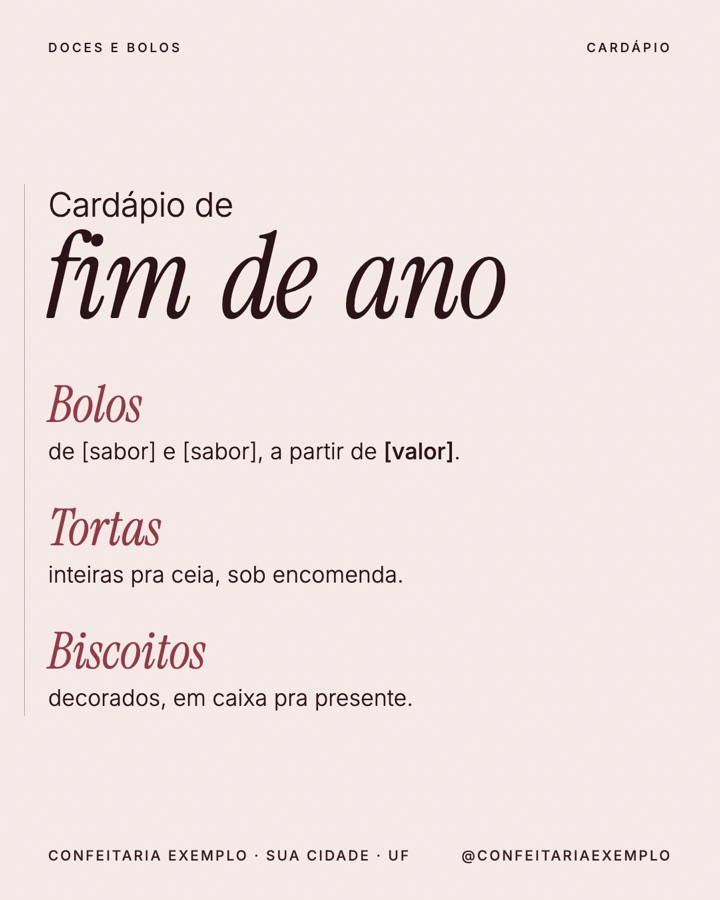 DOCES E BOLOS
CARDÁPIO
Cardápio de
fim de ano
Bolos
de [sabor] e [sabor], a partir de [valor].
Tortas
inteiras pra ceia, sob encomenda.
Biscoitos
decorados, em caixa pra presente.
CONFEITARIA EXEMPLO · SUA CIDADE · UF
@CONFEITARIAEXEMPLO